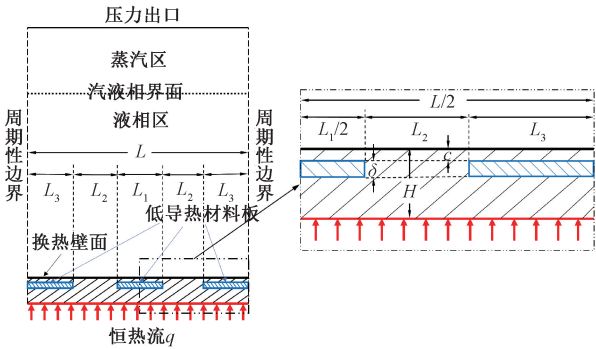 压力出口
蒸汽区
汽液相界面
液相区
周期性边界
周期性边界
L
L₃ L₂ L₁ L₂ L₃
低导热材料板
换热壁面
恒热流q
L/2
L₁/2 L₂ L₃
c
δ
H